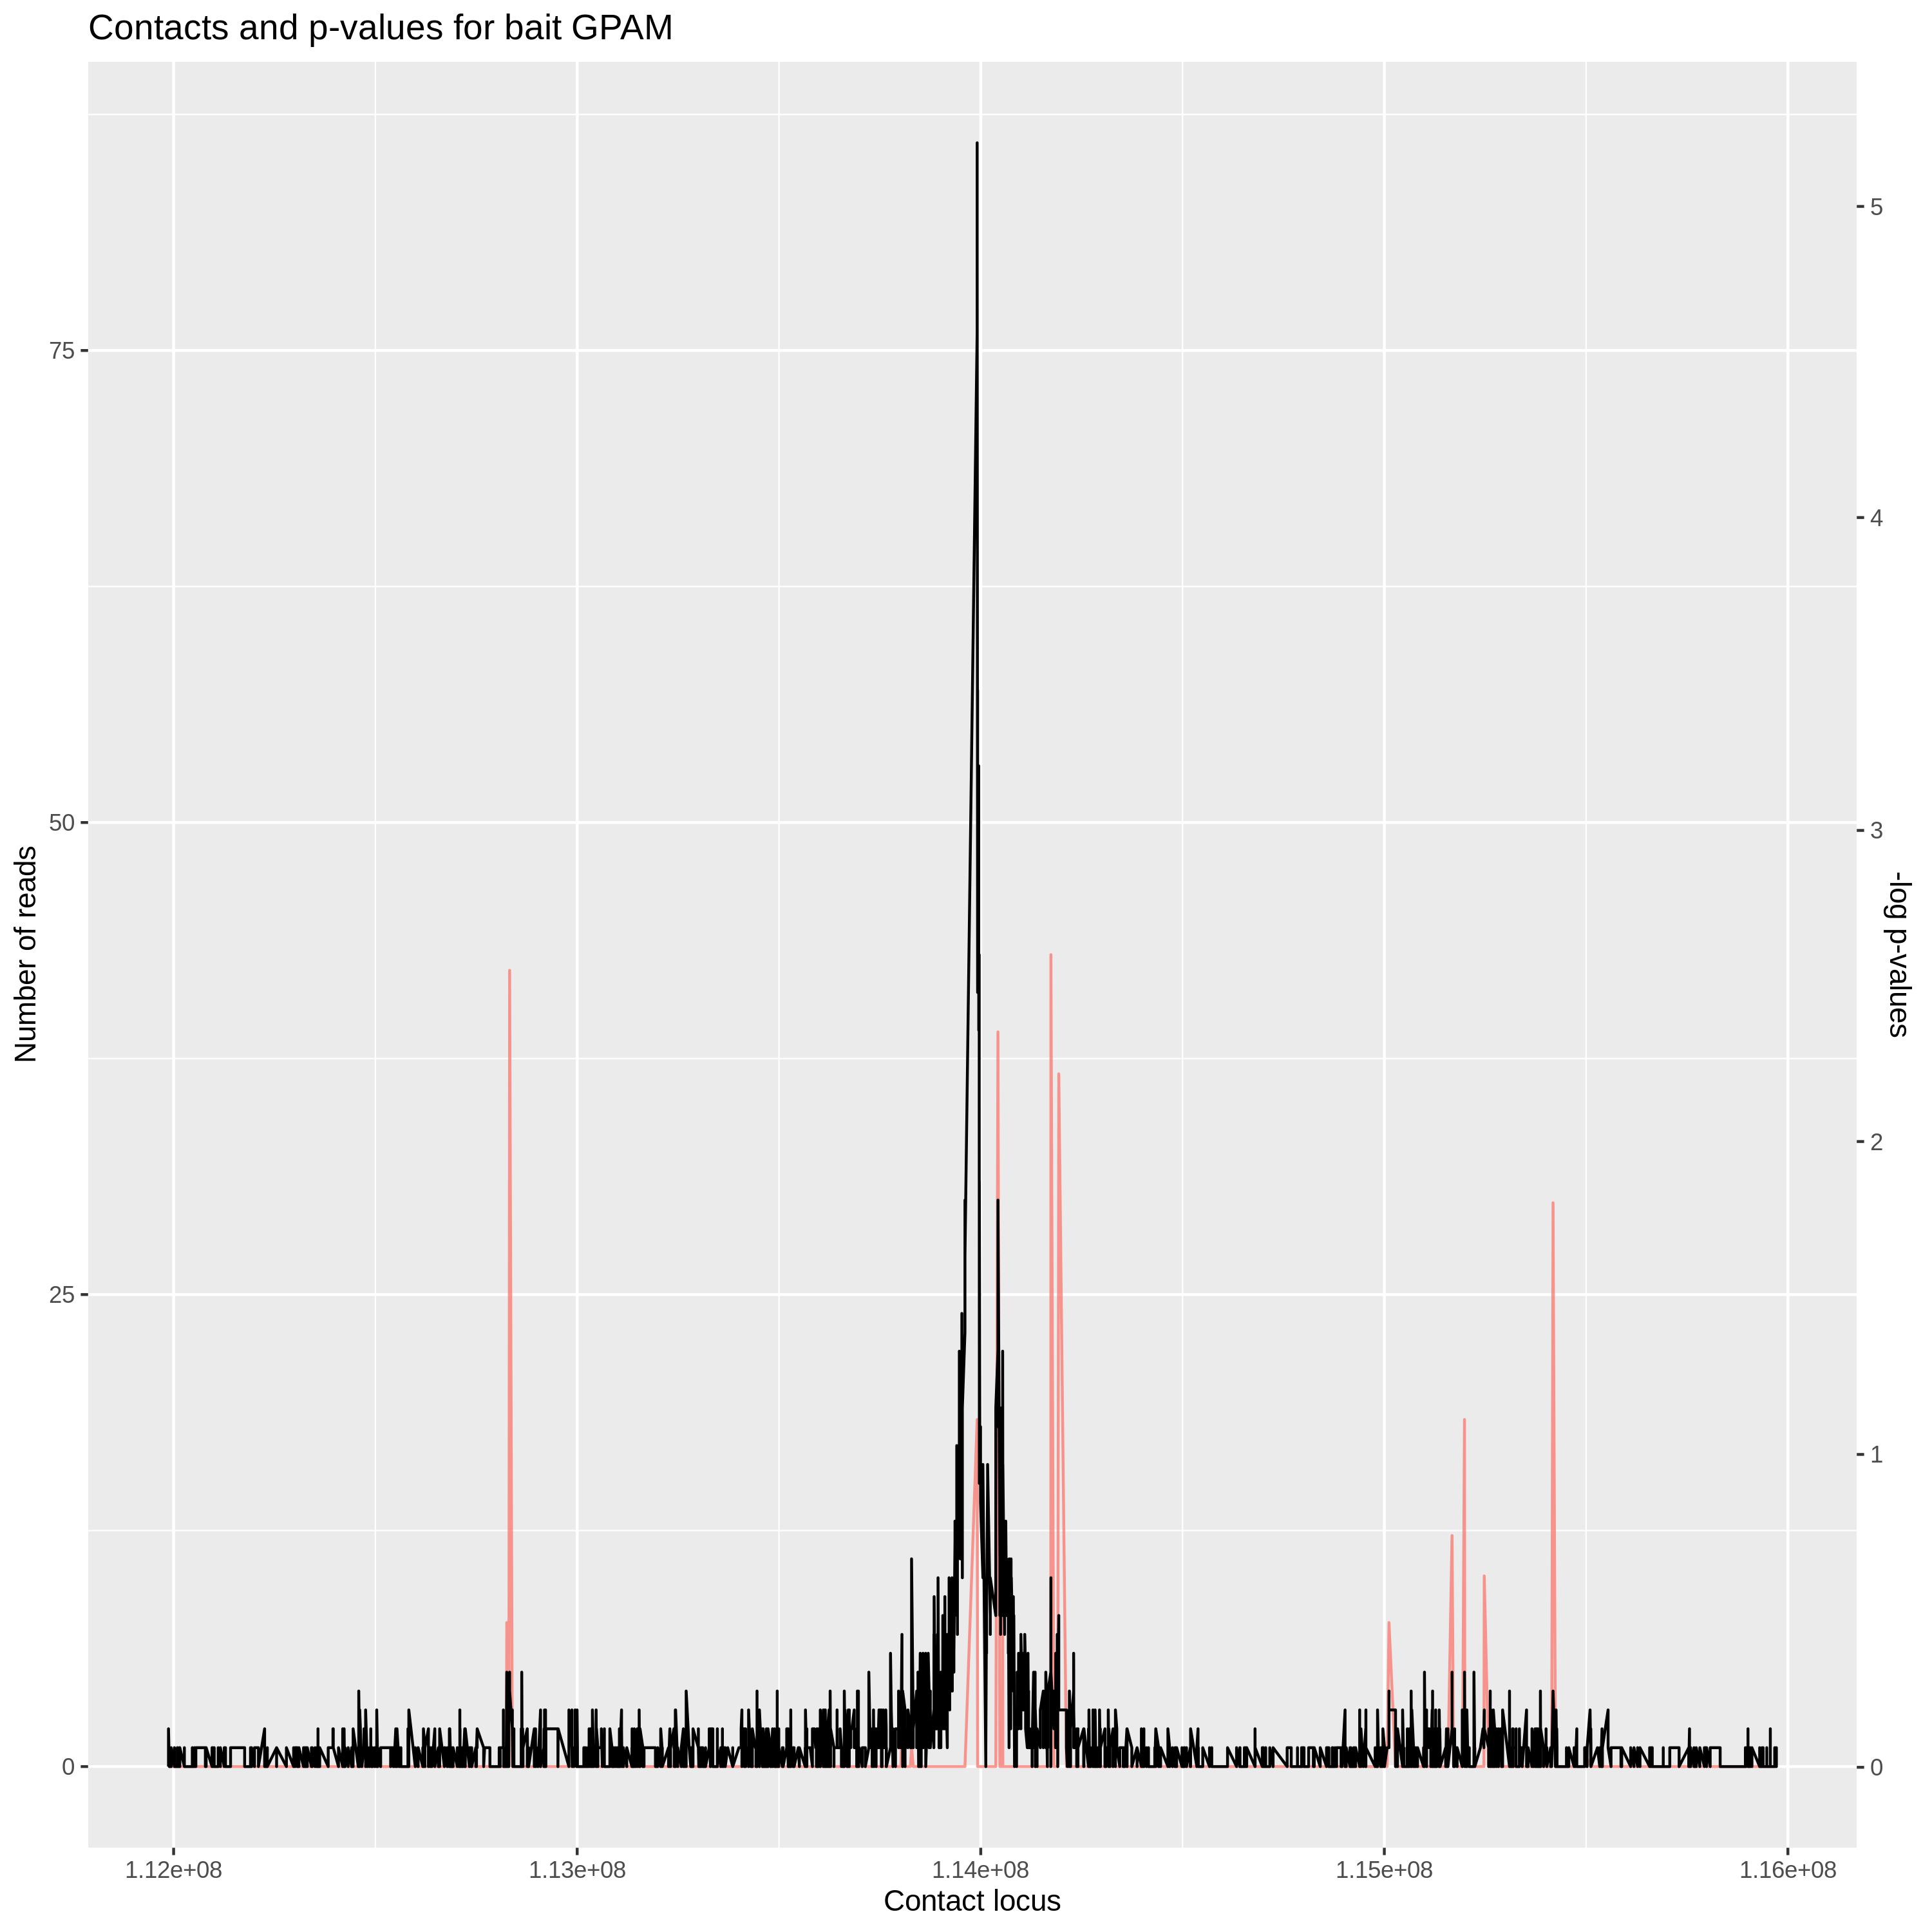 Contacts and p-values for bait GPAM
75
50
25
0
Number of reads
5
4
3
2
1
0
-log p-values
1.12e+08
1.13e+08
1.14e+08
1.15e+08
1.16e+08
Contact locus